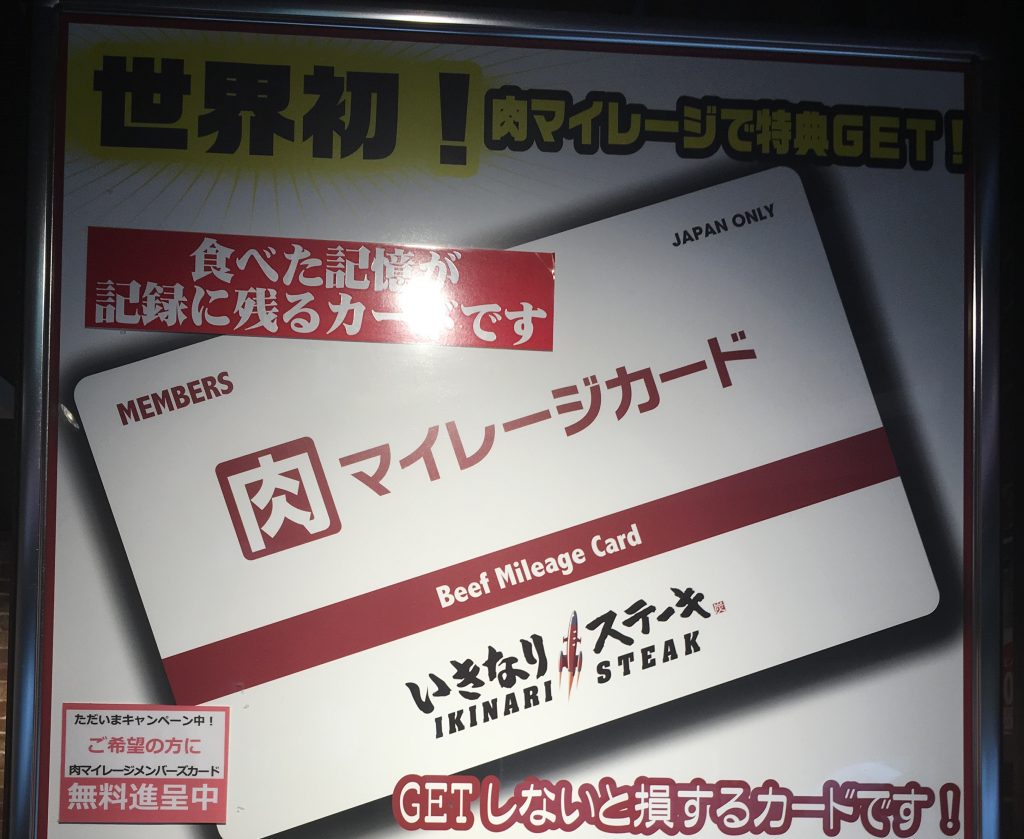 世界初！
肉マイレージで特典GET！
食べた記憶が
記録に残るカードです
JAPAN ONLY
MEMBERS
肉マイレージカード
Beef Mileage Card
いきなりステーキ
IKINARI STEAK
ただいまキャンペーン中！
ご希望の方に
肉マイレージメンバーズカード
無料進呈中
GETしないと損するカードです！